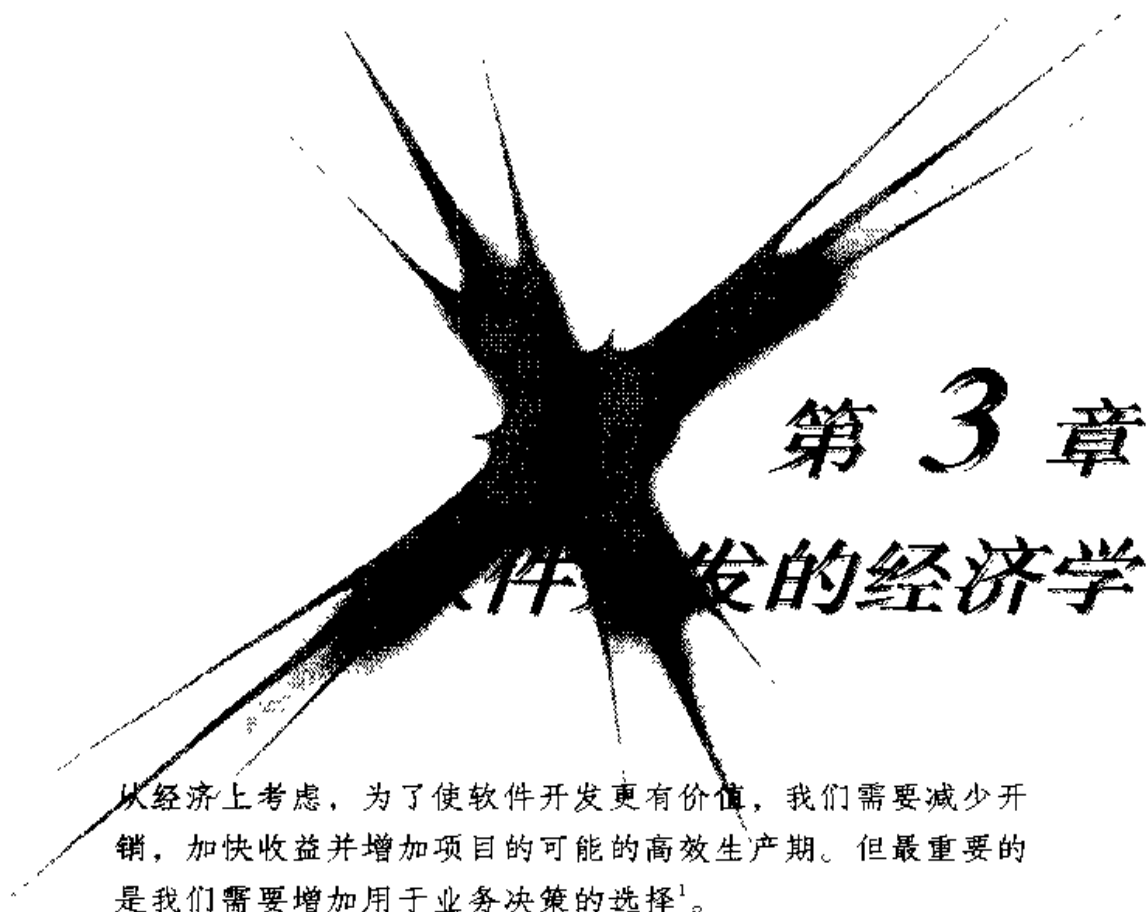 第 3 章
软件开发的经济学
从经济上考虑，为了使软件开发更有价值，我们需要减少开
销，加快收益并增加项目的可能的高效生产期。但最重要的
是我们需要增加用于业务决策的选择¹。